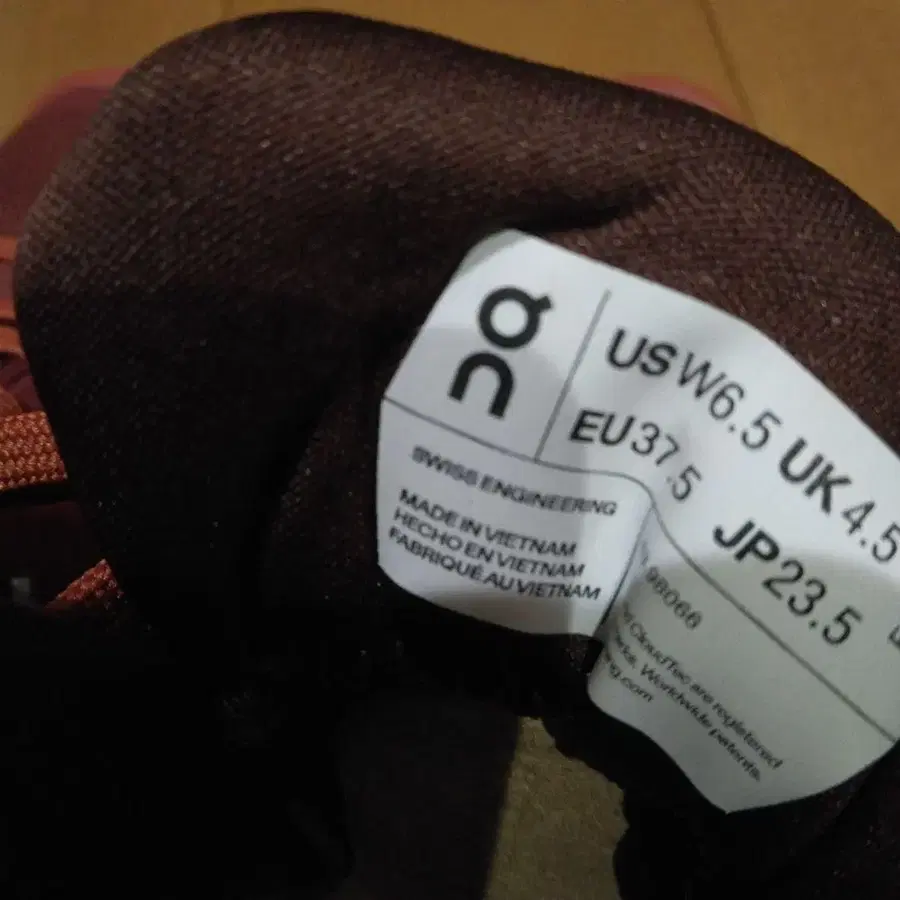 on
US W6.5 UK 4.5
EU 37.5 JP 23.5
SWISS ENGINEERING
MADE IN VIETNAM
HECHO EN VIETNAM
FABRIQUÉ AU VIETNAM
98066
CloudTec are registered
Worldwide patents.